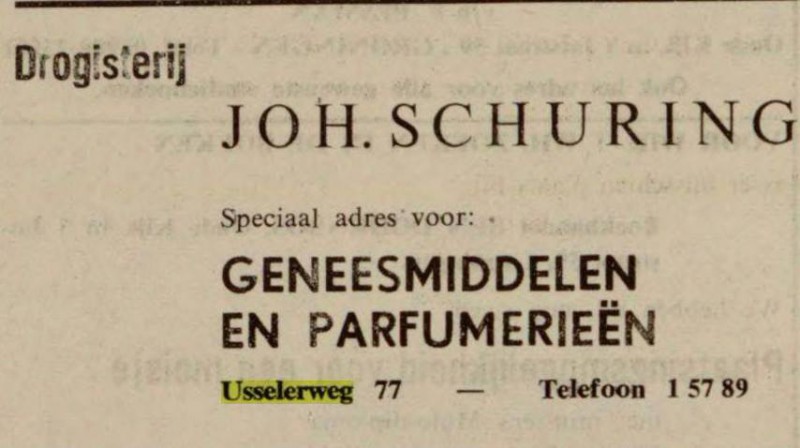 Drogisterij
JOH. SCHURING
Speciaal adres voor:
GENEESMIDDELEN
EN PARFUMERIEËN
Usselerweg 77 — Telefoon 1 57 89